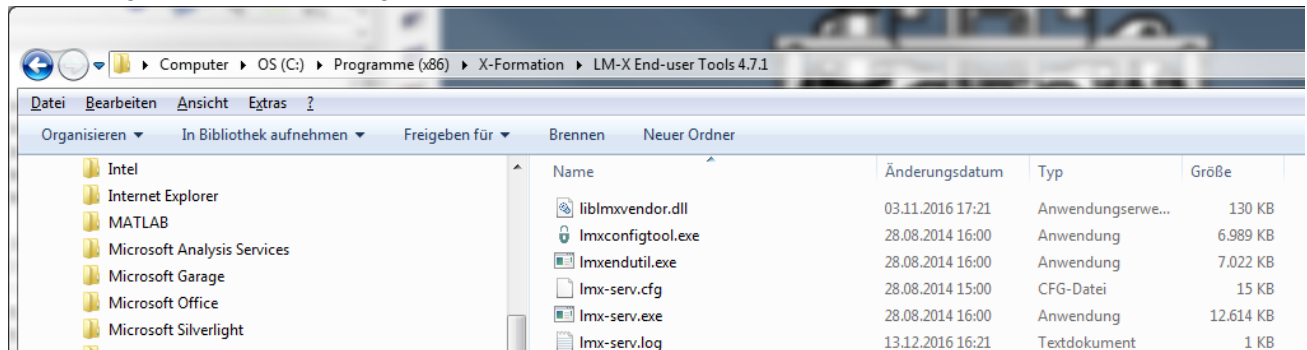 Computer ▸ OS (C:) ▸ Programme (x86) ▸ X-Formation ▸ LM-X End-user Tools 4.7.1
Datei Bearbeiten Ansicht Extras ?
Organisieren In Bibliothek aufnehmen Freigeben für Brennen Neuer Ordner
Intel
Internet Explorer
MATLAB
Microsoft Analysis Services
Microsoft Garage
Microsoft Office
Microsoft Silverlight
Name Änderungsdatum Typ Größe
liblmxvendor.dll 03.11.2016 17:21 Anwendungserwe... 130 KB
lmxconfigtool.exe 28.08.2014 16:00 Anwendung 6.989 KB
lmxendutil.exe 28.08.2014 16:00 Anwendung 7.022 KB
lmx-serv.cfg 28.08.2014 15:00 CFG-Datei 15 KB
lmx-serv.exe 28.08.2014 16:00 Anwendung 12.614 KB
lmx-serv.log 13.12.2016 16:21 Textdokument 1 KB